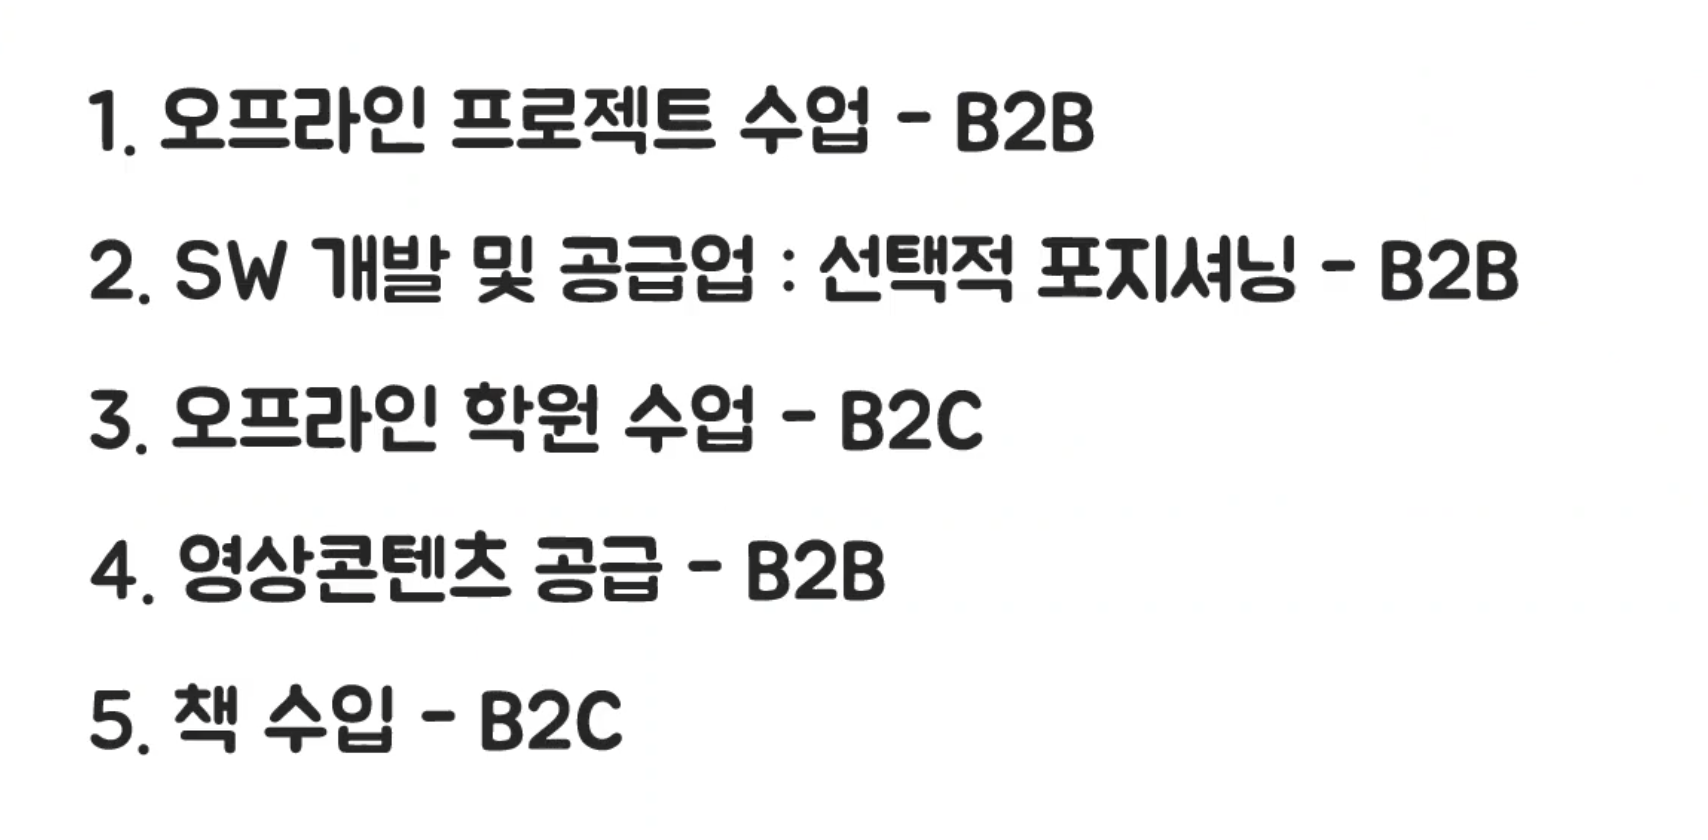 1. 오프라인 프로젝트 수업 - B2B
2. SW 개발 및 공급업 : 선택적 포지셔닝 - B2B
3. 오프라인 학원 수업 - B2C
4. 영상콘텐츠 공급 - B2B
5. 책 수입 - B2C